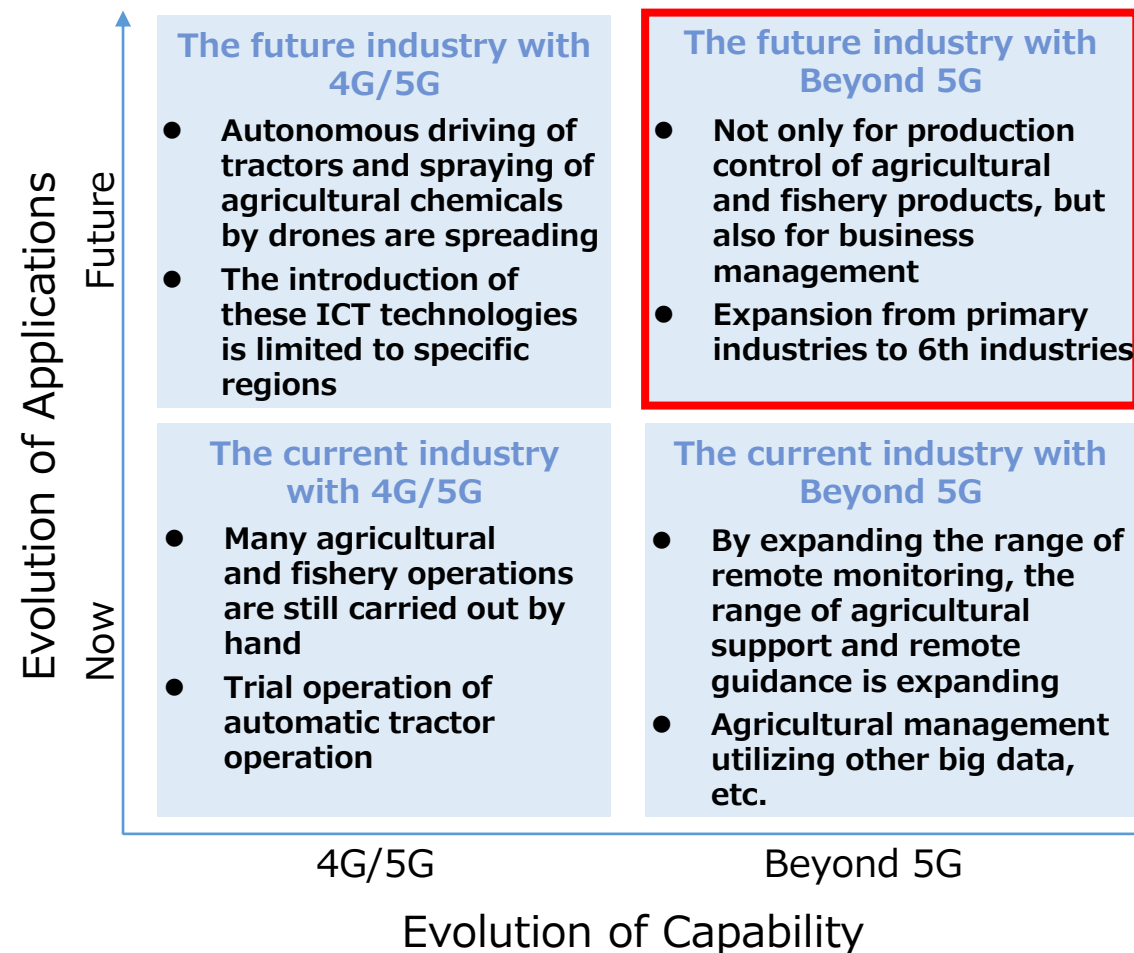 The future industry with
4G/5G
● Autonomous driving of
tractors and spraying of
agricultural chemicals
by drones are spreading
● The introduction of
these ICT technologies
is limited to specific
regions
The future industry with
Beyond 5G
● Not only for production
control of agricultural
and fishery products, but
also for business
management
● Expansion from primary
industries to 6th industries
The current industry
with 4G/5G
● Many agricultural
and fishery operations
are still carried out by
hand
● Trial operation of
automatic tractor
operation
The current industry with
Beyond 5G
● By expanding the range of
remote monitoring, the
range of agricultural
support and remote
guidance is expanding
● Agricultural management
utilizing other big data,
etc.
Evolution of Applications
Future
Now
4G/5G
Beyond 5G
Evolution of Capability